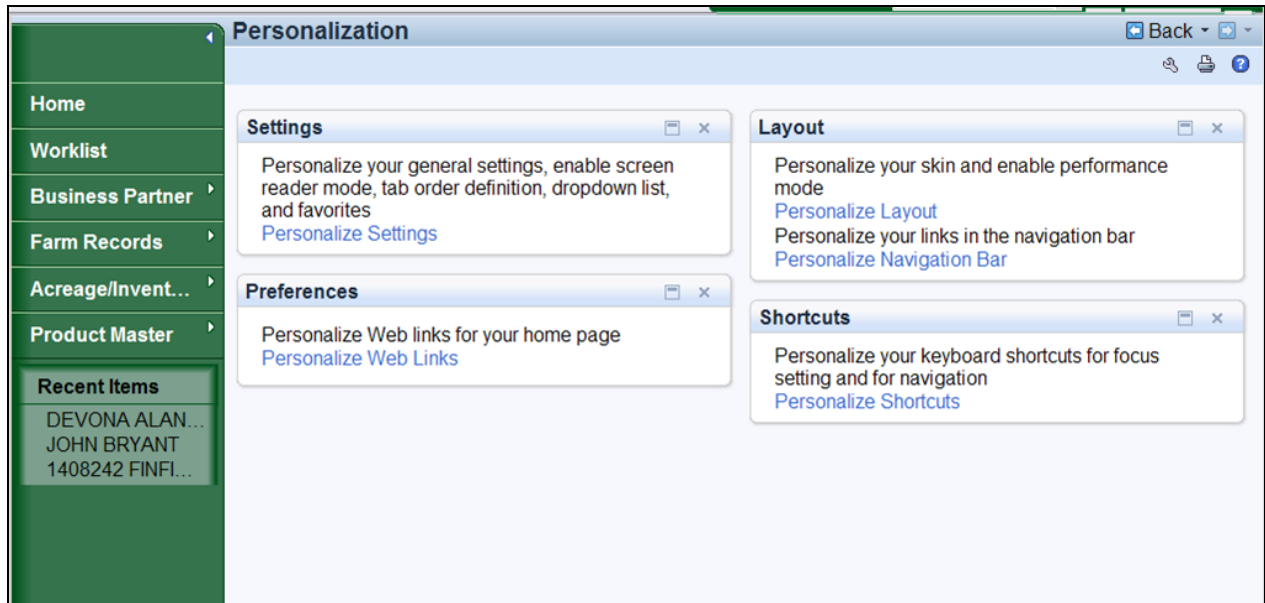 Personalization
Back
Home
Worklist
Business Partner
Farm Records
Acreage/Invent...
Product Master
Recent Items
DEVONA ALAN...
JOHN BRYANT
1408242 FINFI...
Settings
Personalize your general settings, enable screen
reader mode, tab order definition, dropdown list,
and favorites
Personalize Settings
Preferences
Personalize Web links for your home page
Personalize Web Links
Layout
Personalize your skin and enable performance
mode
Personalize Layout
Personalize your links in the navigation bar
Personalize Navigation Bar
Shortcuts
Personalize your keyboard shortcuts for focus
setting and for navigation
Personalize Shortcuts